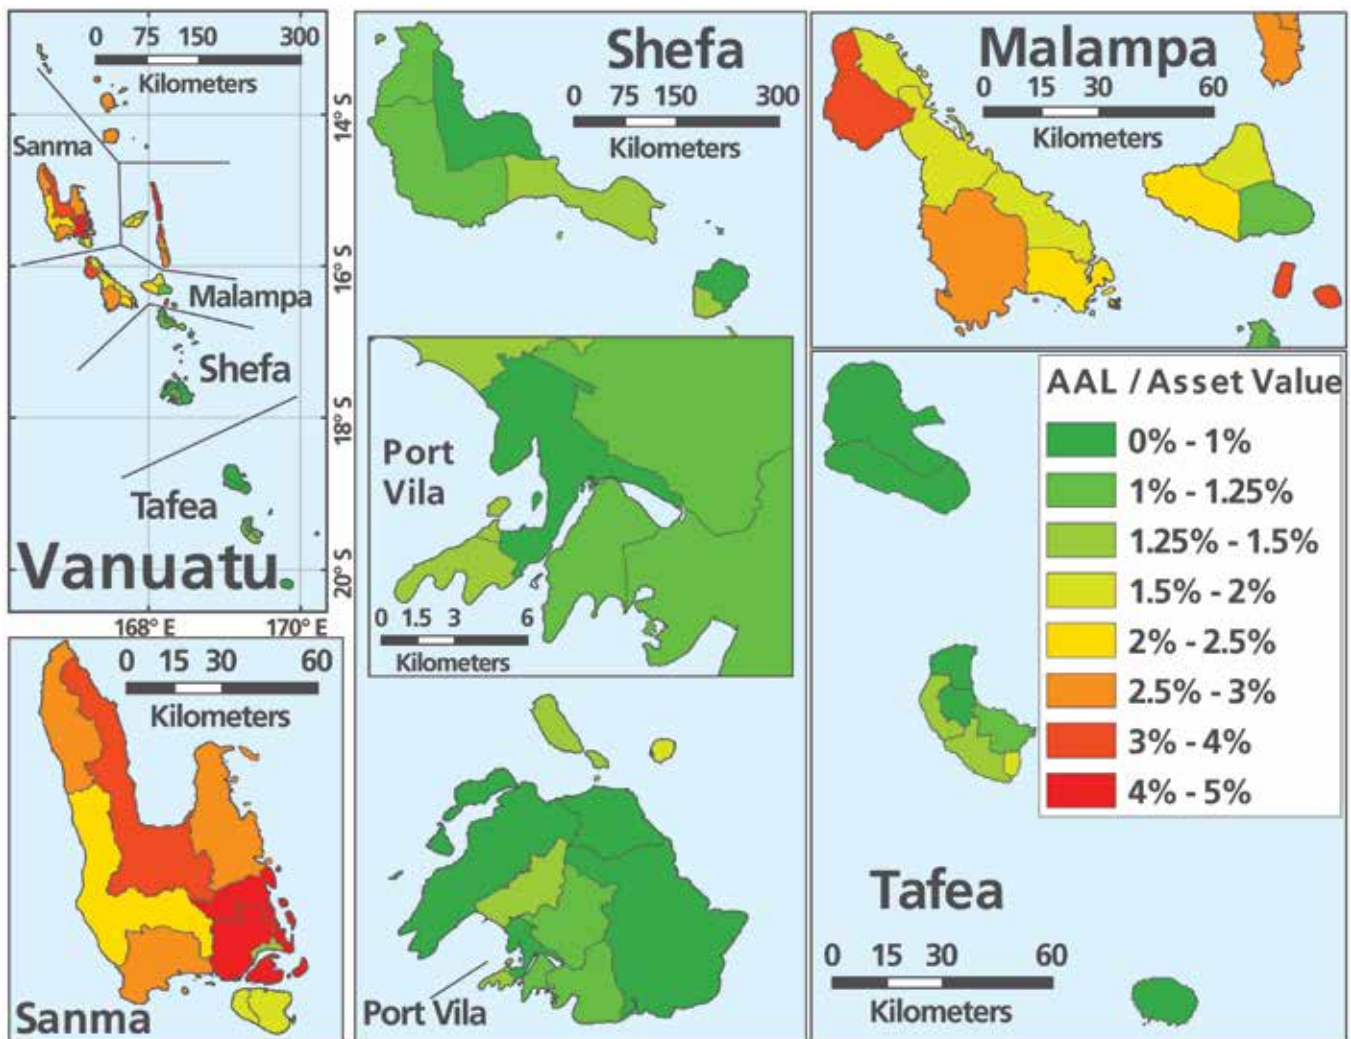 0 75 150 300
Kilometers
Sanma
Malampa
Shefa
Tafea
Vanuatu
14° S
16° S
18° S
20° S
168° E 170° E
Shefa
0 75 150 300
Kilometers
Port
Vila
0 1.5 3 6
Kilometers
Port Vila
Malampa
0 15 30 60
Kilometers
AAL / Asset Value
0% - 1%
1% - 1.25%
1.25% - 1.5%
1.5% - 2%
2% - 2.5%
2.5% - 3%
3% - 4%
4% - 5%
Tafea
0 15 30 60
Kilometers
0 15 30 60
Kilometers
Sanma